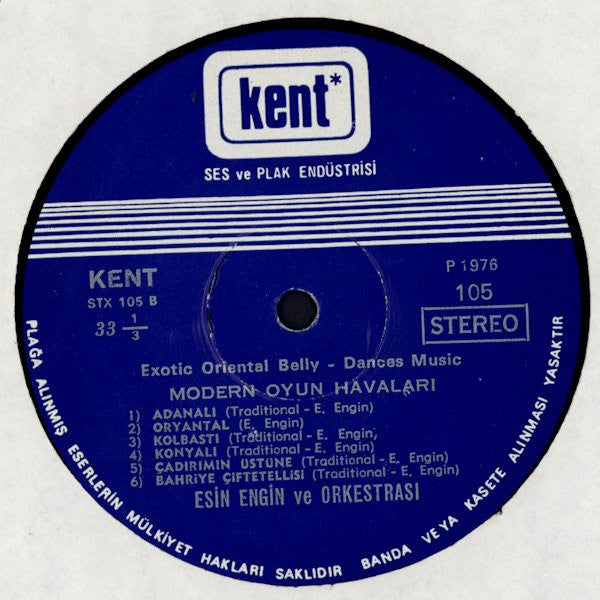 kent*
SES ve PLAK ENDÜSTRİSİ
KENT
STX 105 B
33 1/3
P 1976
105
STEREO
Exotic Oriental Belly - Dances Music
MODERN OYUN HAVALARI
1) ADANALI (Traditional - E. Engin)
2) ORYANTAL (E. Engin)
3) KOLBASTI (Traditional - E. Engin,
4) KONYALI (Traditional - E. Engin)
5) ÇADIRIMIN ÜSTÜNE (Traditional - E. Engin)
6) BAHRİYE ÇİFTETELLİSİ (Traditional - E. Engin)
ESİN ENGİN ve ORKESTRASI
PLAĞA ALINMIŞ ESERLERİN MÜLKİYET HAKLARI SAKLIDIR BANDA VEYA KASETE ALINMASI YASAKTIR